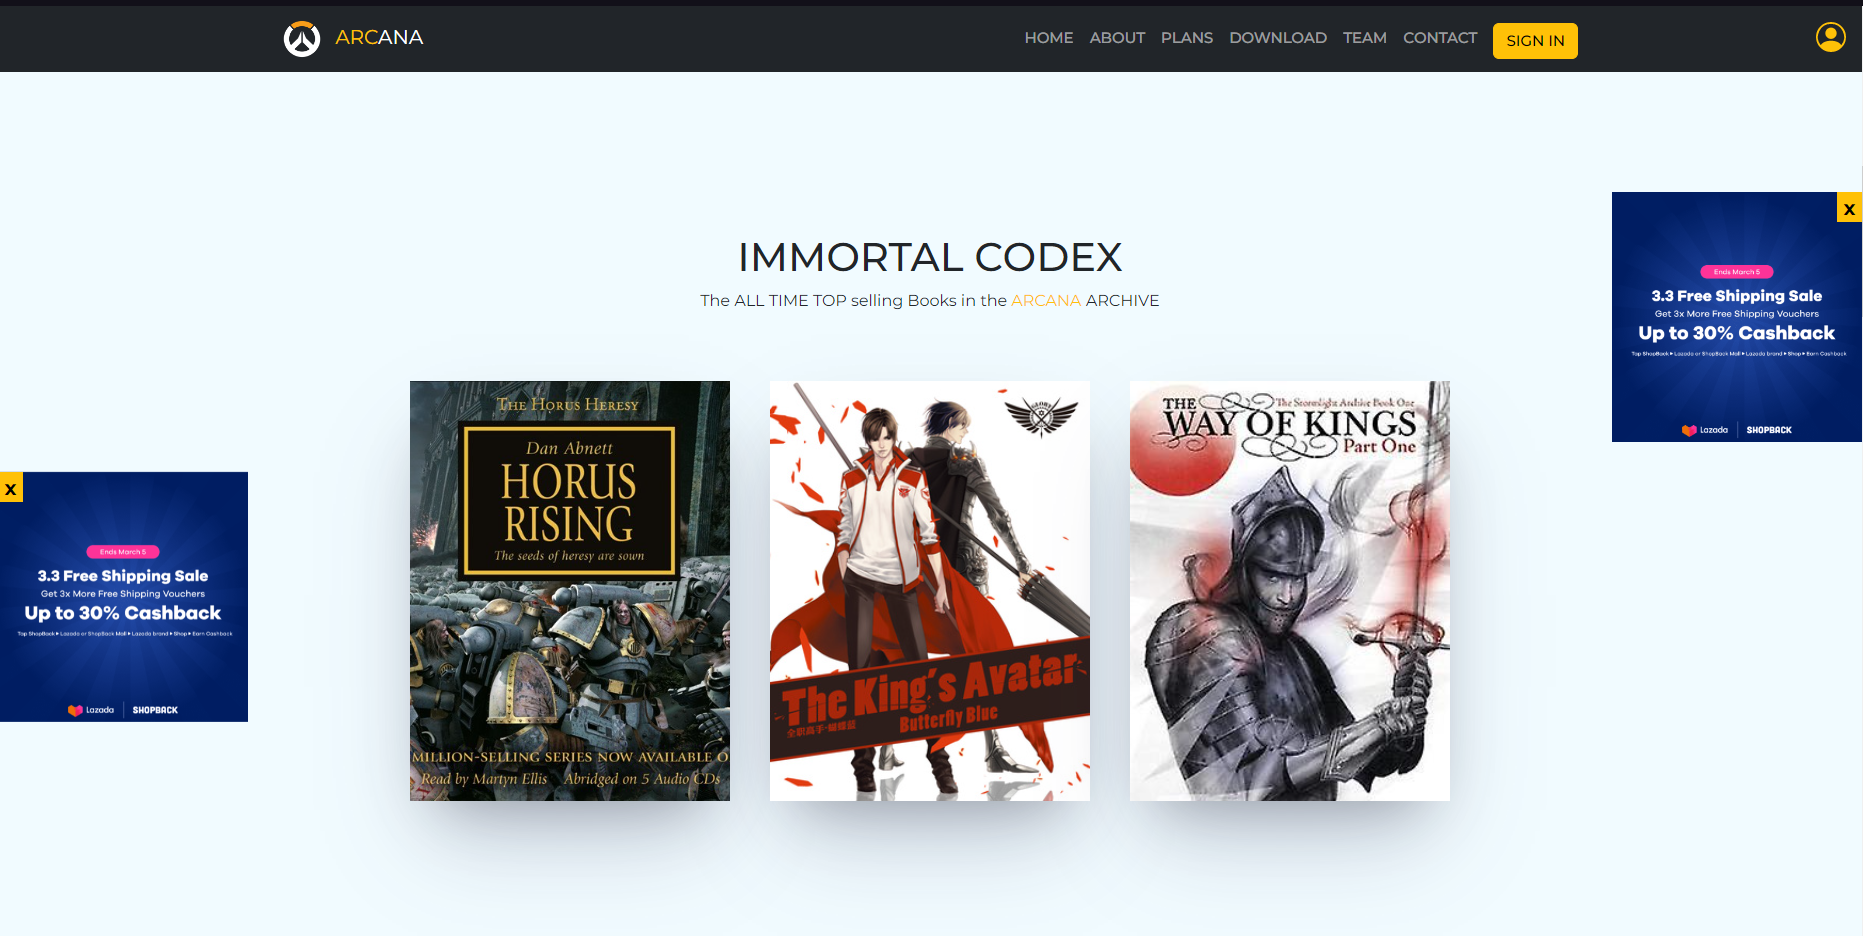 ARCANA
HOME ABOUT PLANS DOWNLOAD TEAM CONTACT SIGN IN
IMMORTAL CODEX
The ALL TIME TOP selling Books in the ARCANA ARCHIVE
X
Ends March 5
3.3 Free Shipping Sale
Get 3x More Free Shipping Vouchers
Up to 30% Cashback
Tap ShopBack ▸ Lazada or ShopBack Mall ▸ Lazada brand ▸ Shop ▸ Earn Cashback
Lazada | SHOPBACK
THE HORUS HERESY
Dan Abnett
HORUS
RISING
The seeds of heresy are sown
MILLION-SELLING SERIES NOW AVAILABLE O
Read by Martyn Ellis Abridged on 5 Audio CDs
The King's Avatar
全职高手·蝴蝶蓝 Butterfly Blue
The Stormlight Archive Book One
THE
WAY OF KINGS
Part One
X
Ends March 5
3.3 Free Shipping Sale
Get 3x More Free Shipping Vouchers
Up to 30% Cashback
Tap ShopBack ▸ Lazada or ShopBack Mall ▸ Lazada brand ▸ Shop ▸ Earn Cashback
Lazada | SHOPBACK